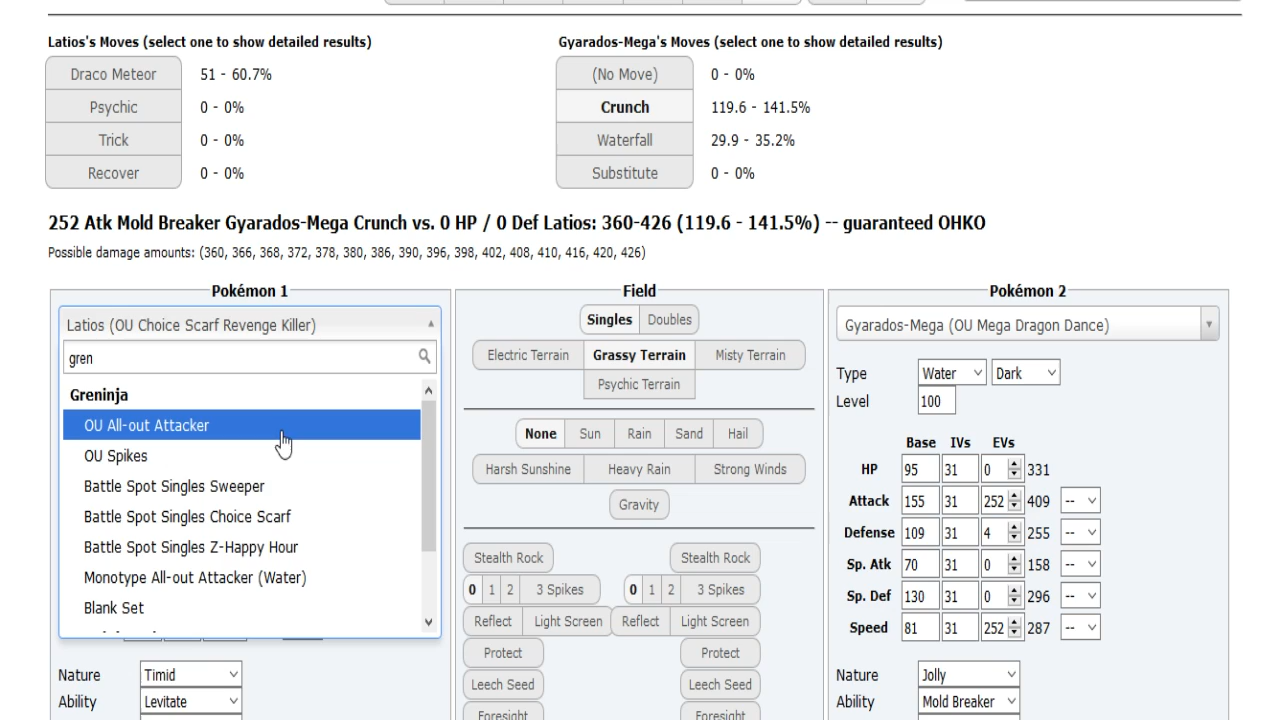 Latios's Moves (select one to show detailed results)
Gyarados-Mega's Moves (select one to show detailed results)
Draco Meteor 51 - 60.7%
(No Move) 0 - 0%
Psychic 0 - 0%
Crunch 119.6 - 141.5%
Trick 0 - 0%
Waterfall 29.9 - 35.2%
Recover 0 - 0%
Substitute 0 - 0%
252 Atk Mold Breaker Gyarados-Mega Crunch vs. 0 HP / 0 Def Latios: 360-426 (119.6 - 141.5%) -- guaranteed OHKO
Possible damage amounts: (360, 366, 368, 372, 378, 380, 386, 390, 396, 398, 402, 408, 410, 416, 420, 426)
Pokémon 1
Latios (OU Choice Scarf Revenge Killer)
gren
Greninja
OU All-out Attacker
OU Spikes
Battle Spot Singles Sweeper
Battle Spot Singles Choice Scarf
Battle Spot Singles Z-Happy Hour
Monotype All-out Attacker (Water)
Blank Set
Nature Timid
Ability Levitate
Field
Singles Doubles
Electric Terrain Grassy Terrain Misty Terrain
Psychic Terrain
None Sun Rain Sand Hail
Harsh Sunshine Heavy Rain Strong Winds
Gravity
Stealth Rock Stealth Rock
0 1 2 3 Spikes 0 1 2 3 Spikes
Reflect Light Screen Reflect Light Screen
Protect Protect
Leech Seed Leech Seed
Foresight Foresight
Pokémon 2
Gyarados-Mega (OU Mega Dragon Dance)
Type Water Dark
Level 100
Base IVs EVs
HP 95 31 0 331
Attack 155 31 252 409 --
Defense 109 31 4 255 --
Sp. Atk 70 31 0 158 --
Sp. Def 130 31 0 296 --
Speed 81 31 252 287 --
Nature Jolly
Ability Mold Breaker